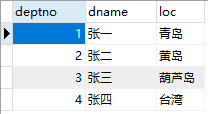 deptno dname loc
1 张一 青岛
2 张二 黄岛
3 张三 葫芦岛
4 张四 台湾